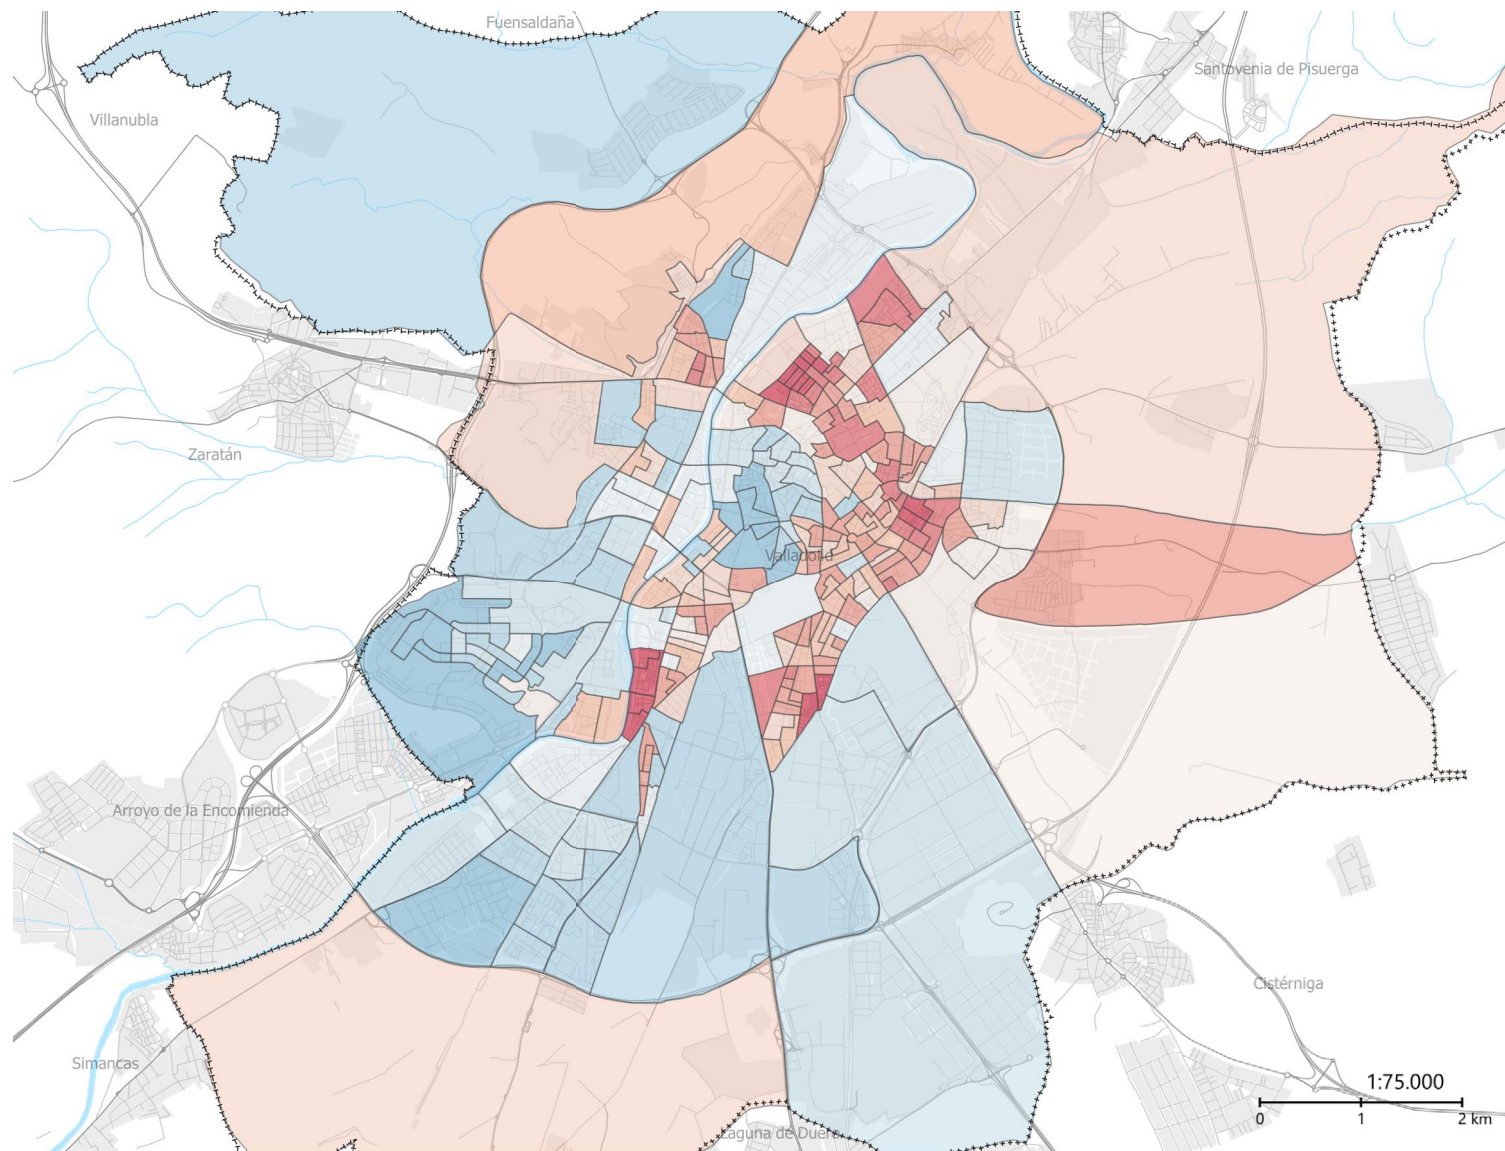 Fuensaldaña
Santovenia de Pisuerga
Villanubla
Zaratán
Valladolid
Arroyo de la Encomienda
Cistérniga
Simancas
1:75.000
0 1 2 km
Laguna de Duero